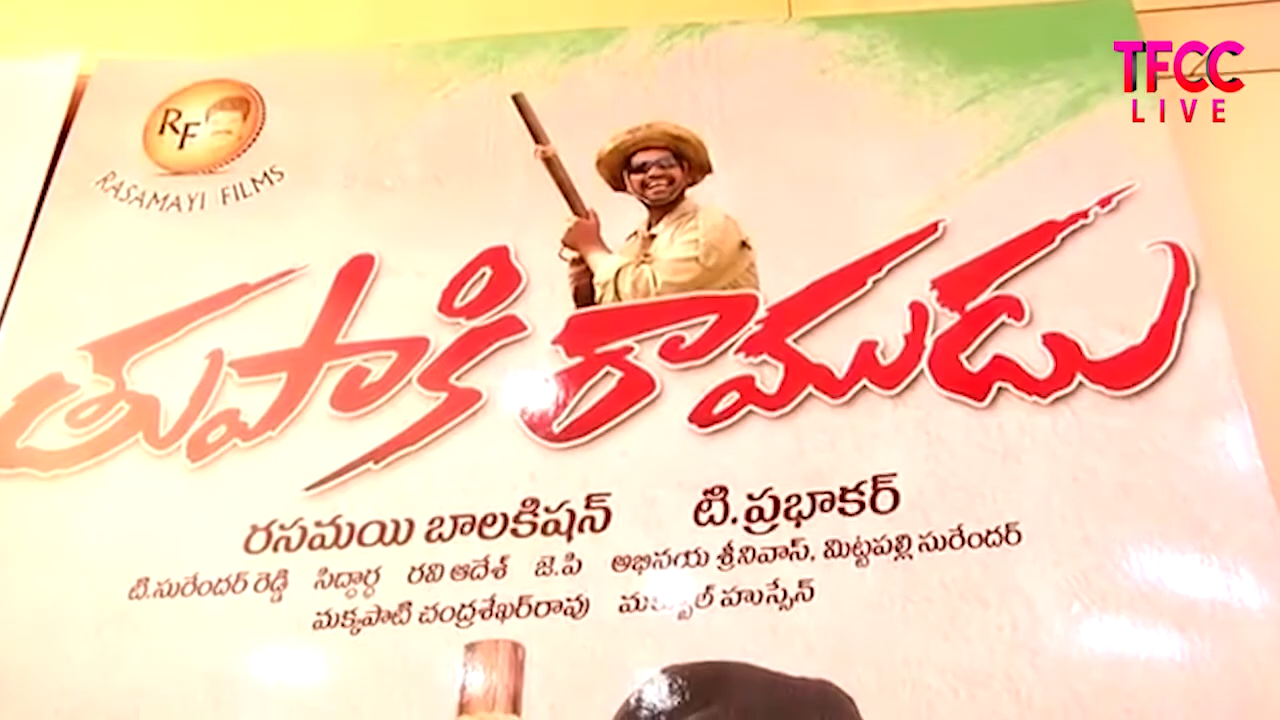 TFCC
LIVE
RF
RASAMAYI FILMS
తుపాకి రాముడు
రసమయి బాలకిషన్ టి.ప్రభాకర్
టి.సురేందర్ రెడ్డి సిద్ధార్థ రవి ఆదేశ్ జె.పి అభినయ శ్రీనివాస్, మిట్టపల్లి సురేందర్
మక్కపాటి చంద్రశేఖర్‌రావు హుస్సేన్